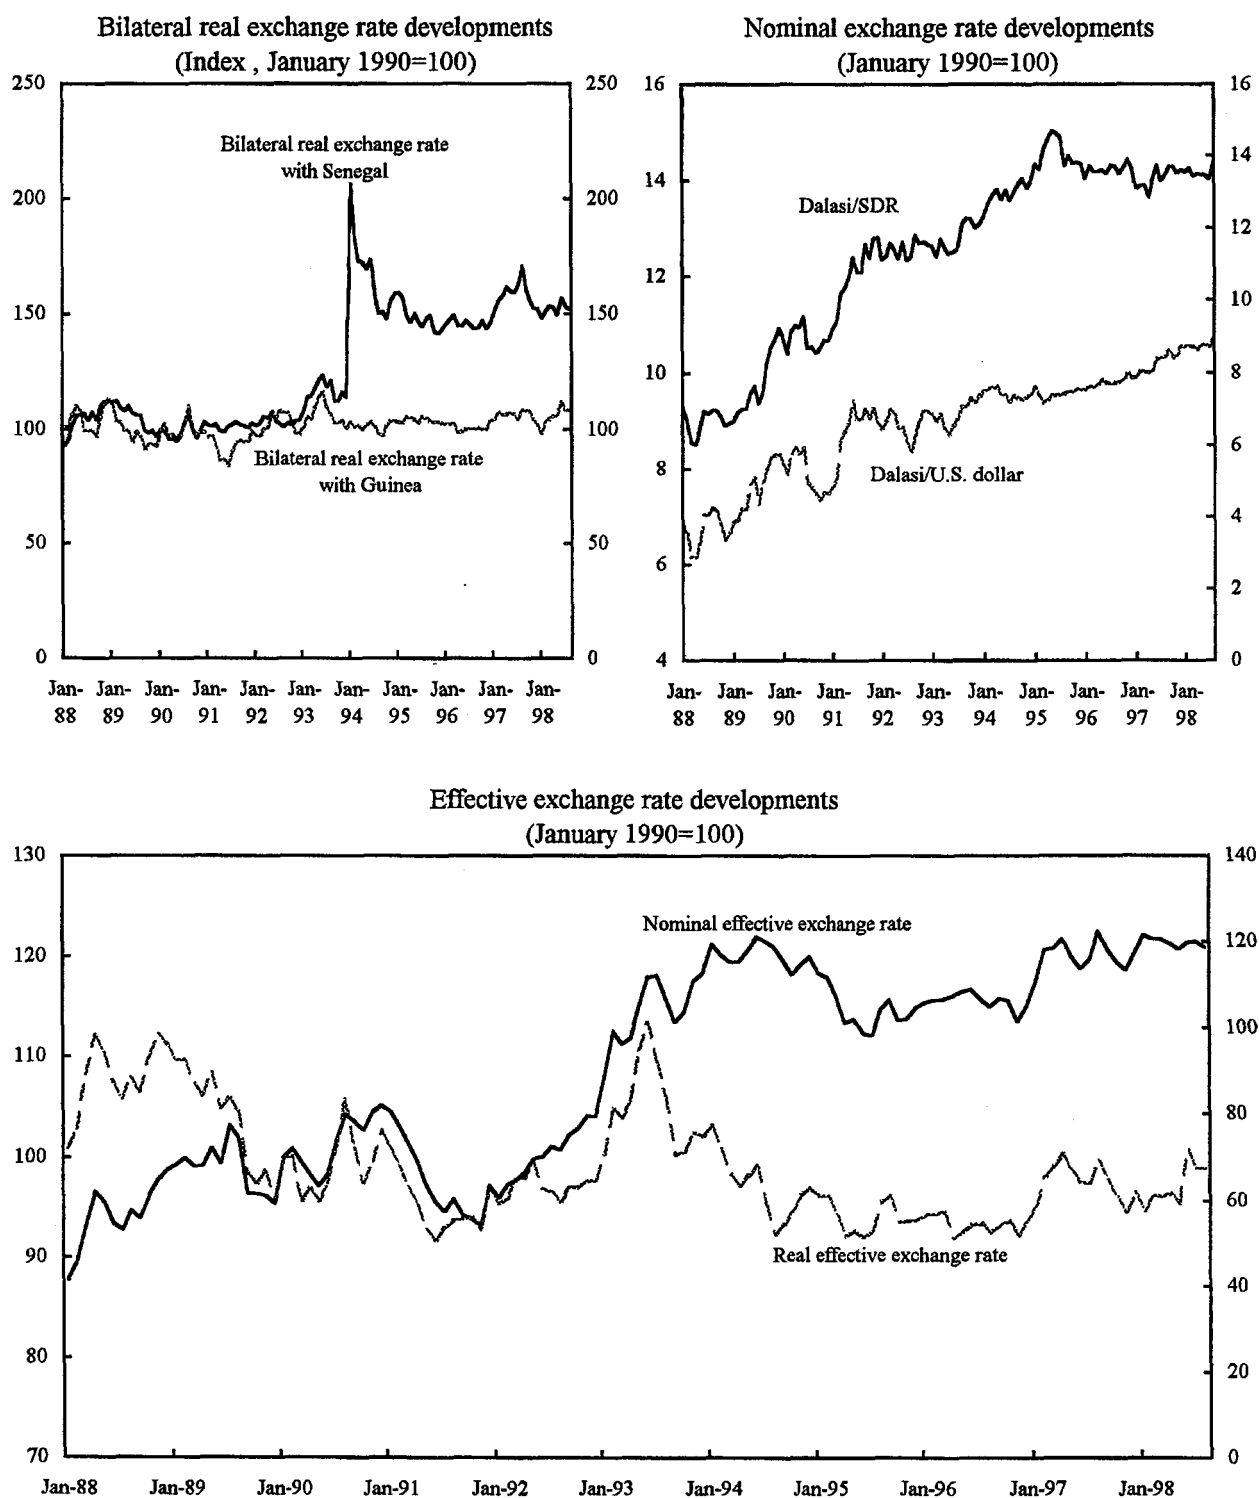 Bilateral real exchange rate developments
(Index , January 1990=100)
250
250
200
200
150
150
100
100
50
50
0
0
Bilateral real exchange rate
with Senegal
Bilateral real exchange rate
with Guinea
Jan- Jan- Jan- Jan- Jan- Jan- Jan- Jan- Jan- Jan- Jan-
88 89 90 91 92 93 94 95 96 97 98
Nominal exchange rate developments
(January 1990=100)
16
16
14
14
12
12
10
10
8
8
6
6
4
4
2
0
Dalasi/SDR
Dalasi/U.S. dollar
Jan- Jan- Jan- Jan- Jan- Jan- Jan- Jan- Jan- Jan- Jan-
88 89 90 91 92 93 94 95 96 97 98
Effective exchange rate developments
(January 1990=100)
130
140
120
120
110
100
100
80
90
60
80
40
70
20
0
Nominal effective exchange rate
Real effective exchange rate
Jan-88 Jan-89 Jan-90 Jan-91 Jan-92 Jan-93 Jan-94 Jan-95 Jan-96 Jan-97 Jan-98